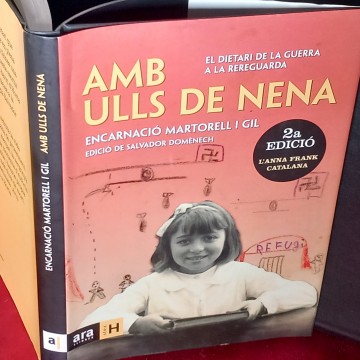 EL DIETARI DE LA GUERRA
A LA REREGUARDA
AMB
ULLS DE NENA
ENCARNACIÓ MARTORELL I GIL
EDICIÓ DE SALVADOR DOMÈNECH
2a
EDICIÓ
L'ANNA FRANK
CATALANA
REFUGI
ara
H
ENCARNACIÓ MARTORELL I GIL AMB ULLS DE NENA
a